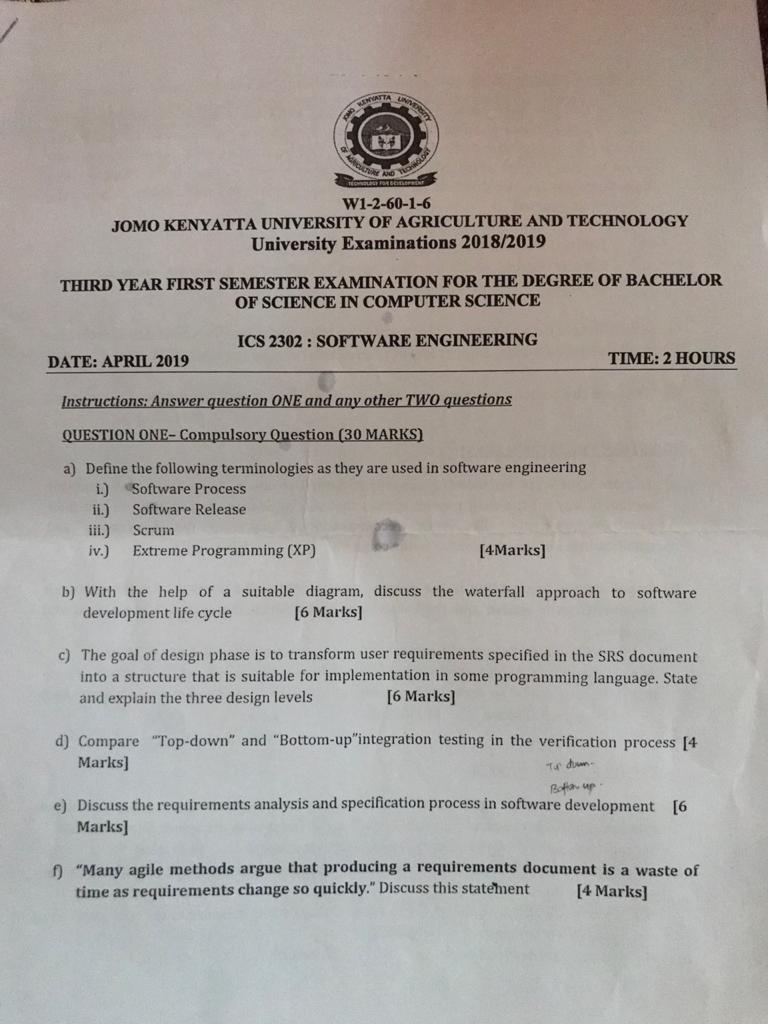 JOMO KENYATTA UNIVERSITY
OF AGRICULTURE AND TECHNOLOGY
TECHNOLOGY FOR DEVELOPMENT
W1-2-60-1-6
JOMO KENYATTA UNIVERSITY OF AGRICULTURE AND TECHNOLOGY
University Examinations 2018/2019
THIRD YEAR FIRST SEMESTER EXAMINATION FOR THE DEGREE OF BACHELOR
OF SCIENCE IN COMPUTER SCIENCE
ICS 2302 : SOFTWARE ENGINEERING
DATE: APRIL 2019 TIME: 2 HOURS
Instructions: Answer question ONE and any other TWO questions
QUESTION ONE– Compulsory Question (30 MARKS)
a) Define the following terminologies as they are used in software engineering
i.) Software Process
ii.) Software Release
iii.) Scrum
iv.) Extreme Programming (XP) [4Marks]
b) With the help of a suitable diagram, discuss the waterfall approach to software
development life cycle [6 Marks]
c) The goal of design phase is to transform user requirements specified in the SRS document
into a structure that is suitable for implementation in some programming language. State
and explain the three design levels [6 Marks]
d) Compare "Top-down" and "Bottom-up"integration testing in the verification process [4
Marks]
Top down-
Bottom up-
e) Discuss the requirements analysis and specification process in software development [6
Marks]
f) "Many agile methods argue that producing a requirements document is a waste of
time as requirements change so quickly." Discuss this statement [4 Marks]